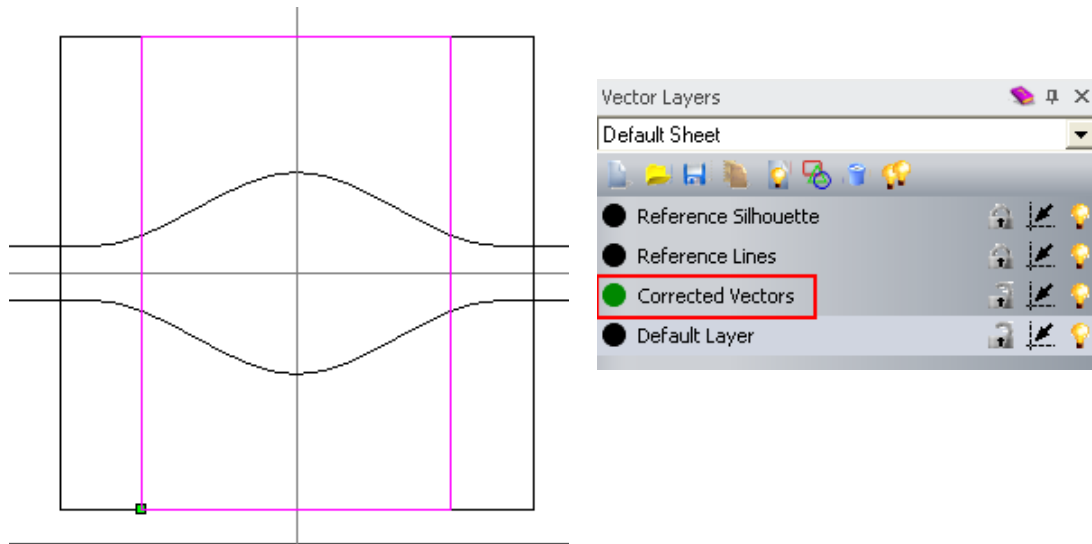 Vector Layers
Default Sheet
Reference Silhouette
Reference Lines
Corrected Vectors
Default Layer